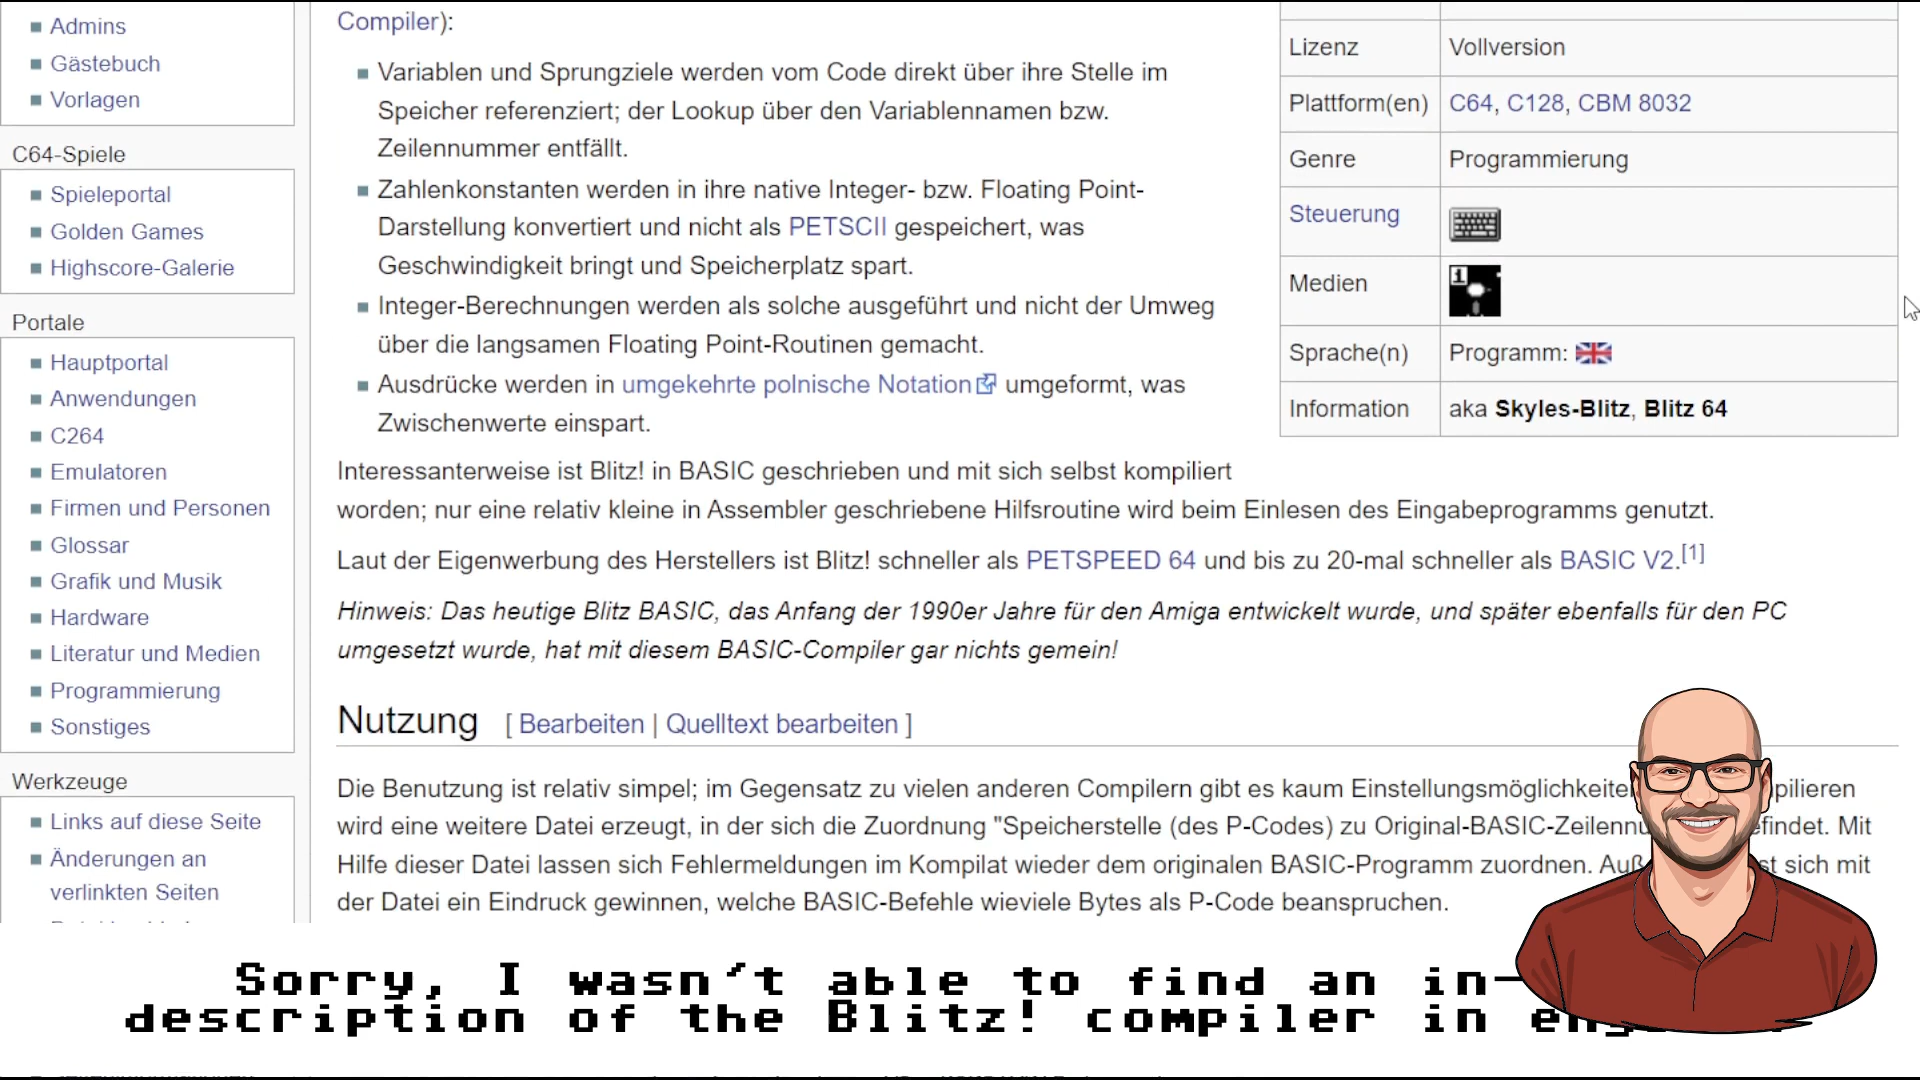 Admins
Gästebuch
Vorlagen
C64-Spiele
Spieleportal
Golden Games
Highscore-Galerie
Portale
Hauptportal
Anwendungen
C264
Emulatoren
Firmen und Personen
Glossar
Grafik und Musik
Hardware
Literatur und Medien
Programmierung
Sonstiges
Werkzeuge
Links auf diese Seite
Änderungen an
verlinkten Seiten
Compiler):
Variablen und Sprungziele werden vom Code direkt über ihre Stelle im
Speicher referenziert; der Lookup über den Variablennamen bzw.
Zeilennummer entfällt.
Zahlenkonstanten werden in ihre native Integer- bzw. Floating Point-
Darstellung konvertiert und nicht als PETSCII gespeichert, was
Geschwindigkeit bringt und Speicherplatz spart.
Integer-Berechnungen werden als solche ausgeführt und nicht der Umweg
über die langsamen Floating Point-Routinen gemacht.
Ausdrücke werden in umgekehrte polnische Notation umgeformt, was
Zwischenwerte einspart.
Lizenz Vollversion
Plattform(en) C64, C128, CBM 8032
Genre Programmierung
Steuerung
Medien 1
Sprache(n) Programm:
Information aka Skyles-Blitz, Blitz 64
Interessanterweise ist Blitz! in BASIC geschrieben und mit sich selbst kompiliert
worden; nur eine relativ kleine in Assembler geschriebene Hilfsroutine wird beim Einlesen des Eingabeprogramms genutzt.
Laut der Eigenwerbung des Herstellers ist Blitz! schneller als PETSPEED 64 und bis zu 20-mal schneller als BASIC V2.[1]
Hinweis: Das heutige Blitz BASIC, das Anfang der 1990er Jahre für den Amiga entwickelt wurde, und später ebenfalls für den PC
umgesetzt wurde, hat mit diesem BASIC-Compiler gar nichts gemein!
Nutzung [ Bearbeiten | Quelltext bearbeiten ]
Die Benutzung ist relativ simpel; im Gegensatz zu vielen anderen Compilern gibt es kaum
wird eine weitere Datei erzeugt, in der sich die Zuordnung "Speicherstelle (des P-Codes) zu Mit
Hilfe dieser Datei lassen sich Fehlermeldungen im Kompilat wieder dem originalen BASIC-Programm zuordnen. sich mit
der Datei ein Eindruck gewinnen, welche BASIC-Befehle wieviele Bytes als P-Code beanspruchen.
Sorry, I wasn't able to find an in-
description of the Blitz! compiler in